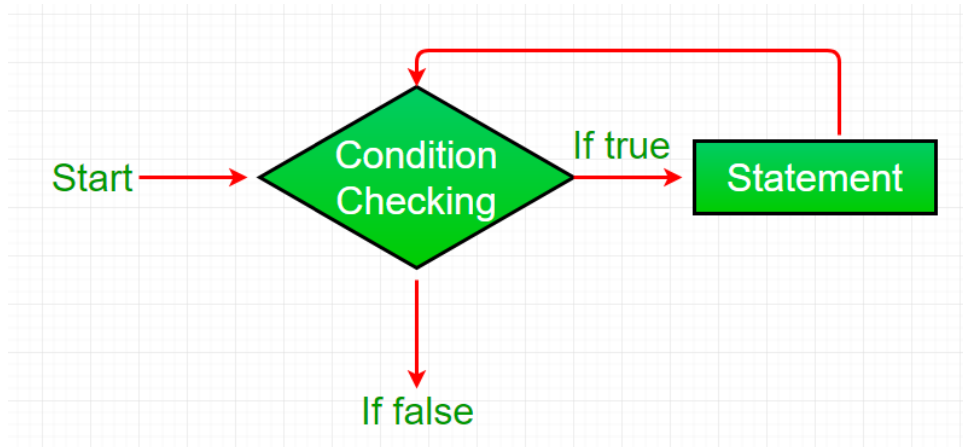 Start
Condition
Checking
If true
Statement
If false